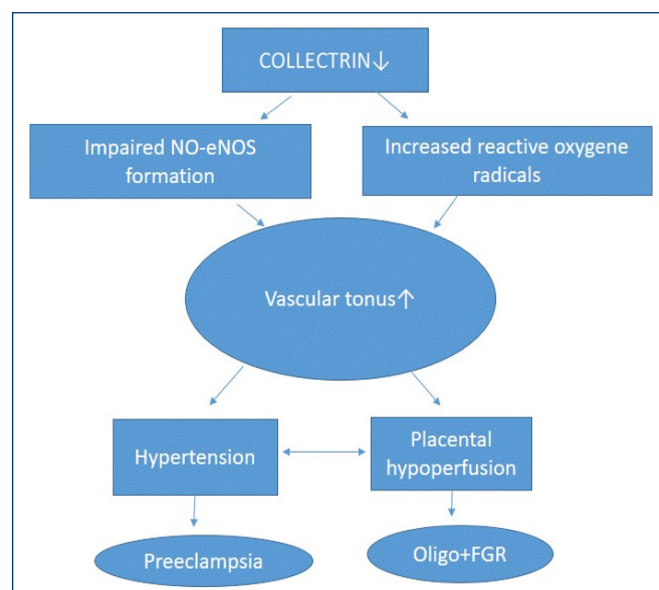 COLLECTRIN↓
Impaired NO-eNOS
formation
Increased reactive oxygene
radicals
Vascular tonus↑
Hypertension
Placental
hypoperfusion
Preeclampsia
Oligo+FGR